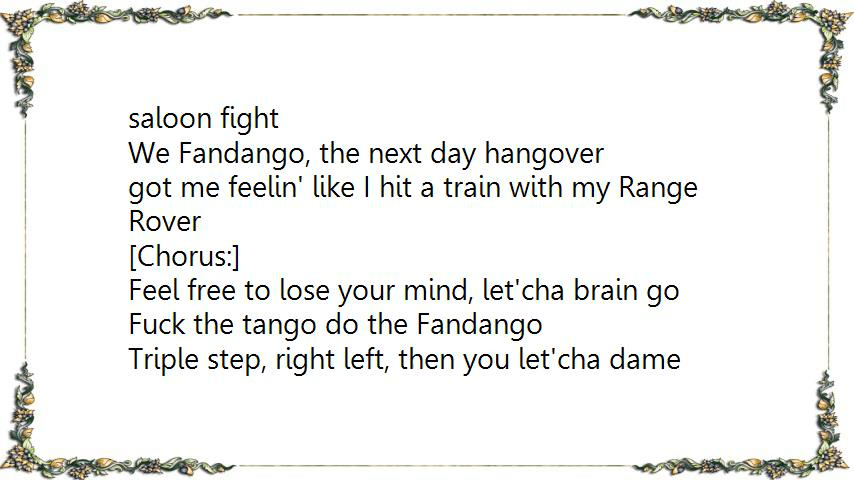 saloon fight
We Fandango, the next day hangover
got me feelin' like I hit a train with my Range
Rover
[Chorus:]
Feel free to lose your mind, let'cha brain go
Fuck the tango do the Fandango
Triple step, right left, then you let'cha dame